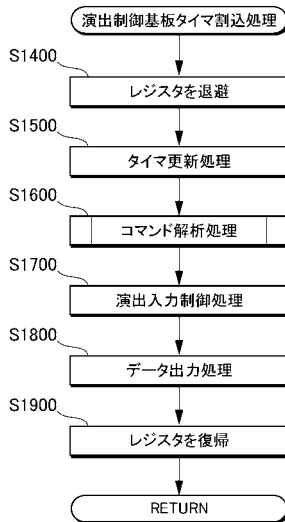 演出制御基板タイマ割込処理
S1400
レジスタを退避
S1500
タイマ更新処理
S1600
コマンド解析処理
S1700
演出入力制御処理
S1800
データ出力処理
S1900
レジスタを復帰
RETURN